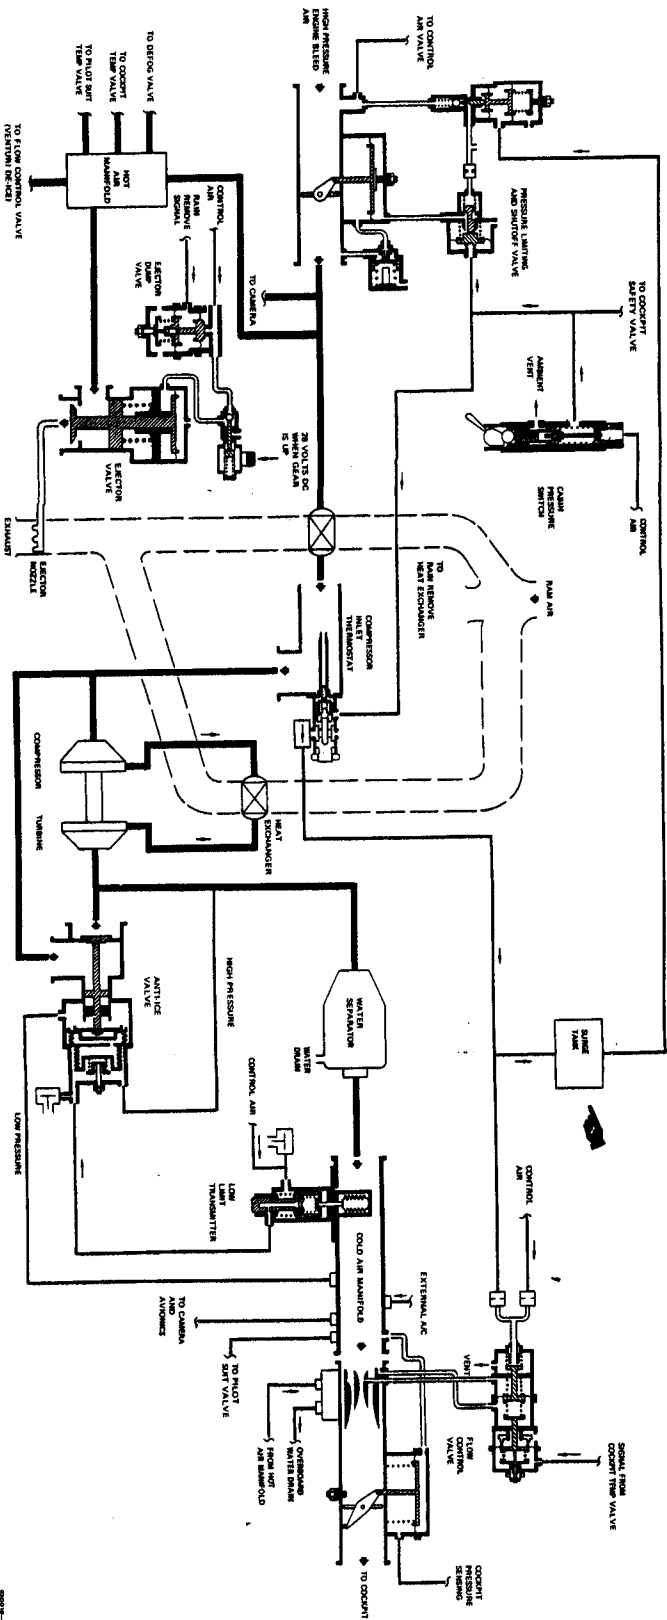 HIGH PRESSURE
ENGINE BLEED
AIR
TO CONTROL
AIR VALVE
PRESSURE LIMITING
AND SHUTOFF VALVE
TO COCKPIT
SAFETY VALVE
AMBIENT
VENT
CABIN
PRESSURE
SWITCH
CONTROL
AIR
TO DEFOG VALVE
TO COCKPIT
TEMP VALVE
TO PILOT SUIT
TEMP VALVE
HOT
AIR
MANIFOLD
TO FLOW CONTROL VALVE
(VENTURI DE-ICE)
CONTROL
AIR
RAIN
REMOVE
SIGNAL
EJECTOR
DUMP
VALVE
TO CAMERA
28 VOLTS DC
WHEN GEAR
IS UP
EJECTOR
VALVE
EXHAUST
EJECTOR
NOZZLE
TO
RAIN REMOVE
HEAT EXCHANGER
RAM AIR
COMPRESSOR
INLET
THERMOSTAT
COMPRESSOR
TURBINE
HEAT
EXCHANGER
ANTI-ICE
VALVE
HIGH PRESSURE
LOW PRESSURE
WATER
SEPARATOR
WATER
DRAIN
SURGE
TANK
CONTROL AIR
LOW
LIMIT
TRANSMITTER
COLD AIR MANIFOLD
EXTERNAL A/C
CONTROL
AIR
VENT
FLOW
CONTROL
VALVE
SIGNAL FROM
COCKPIT TEMP VALVE
TO CAMERA
AND
AVIONICS
TO PILOT
SUIT VALVE
OVERBOARD
WATER DRAIN
FROM HOT
AIR MANIFOLD
COCKPIT
PRESSURE
SENSING
TO COCKPIT